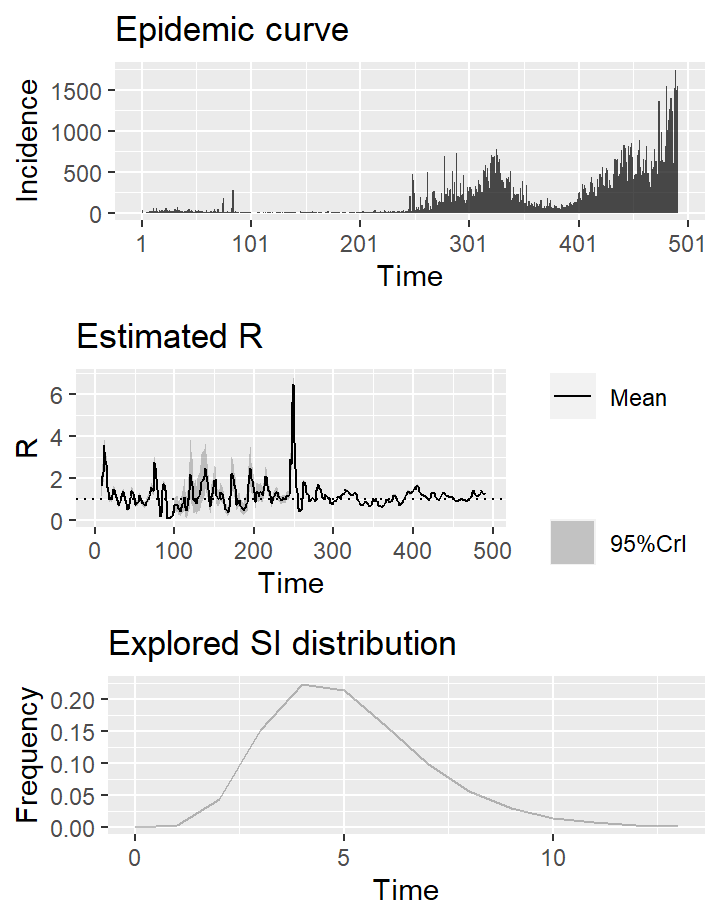 Epidemic curve
Incidence
1500
1000
500
0
1 101 201 301 401 501
Time
Estimated R
R
6
4
2
0
0 100 200 300 400 500
Time
Mean
95%CrI
Explored SI distribution
Frequency
0.20
0.15
0.10
0.05
0.00
0 5 10
Time